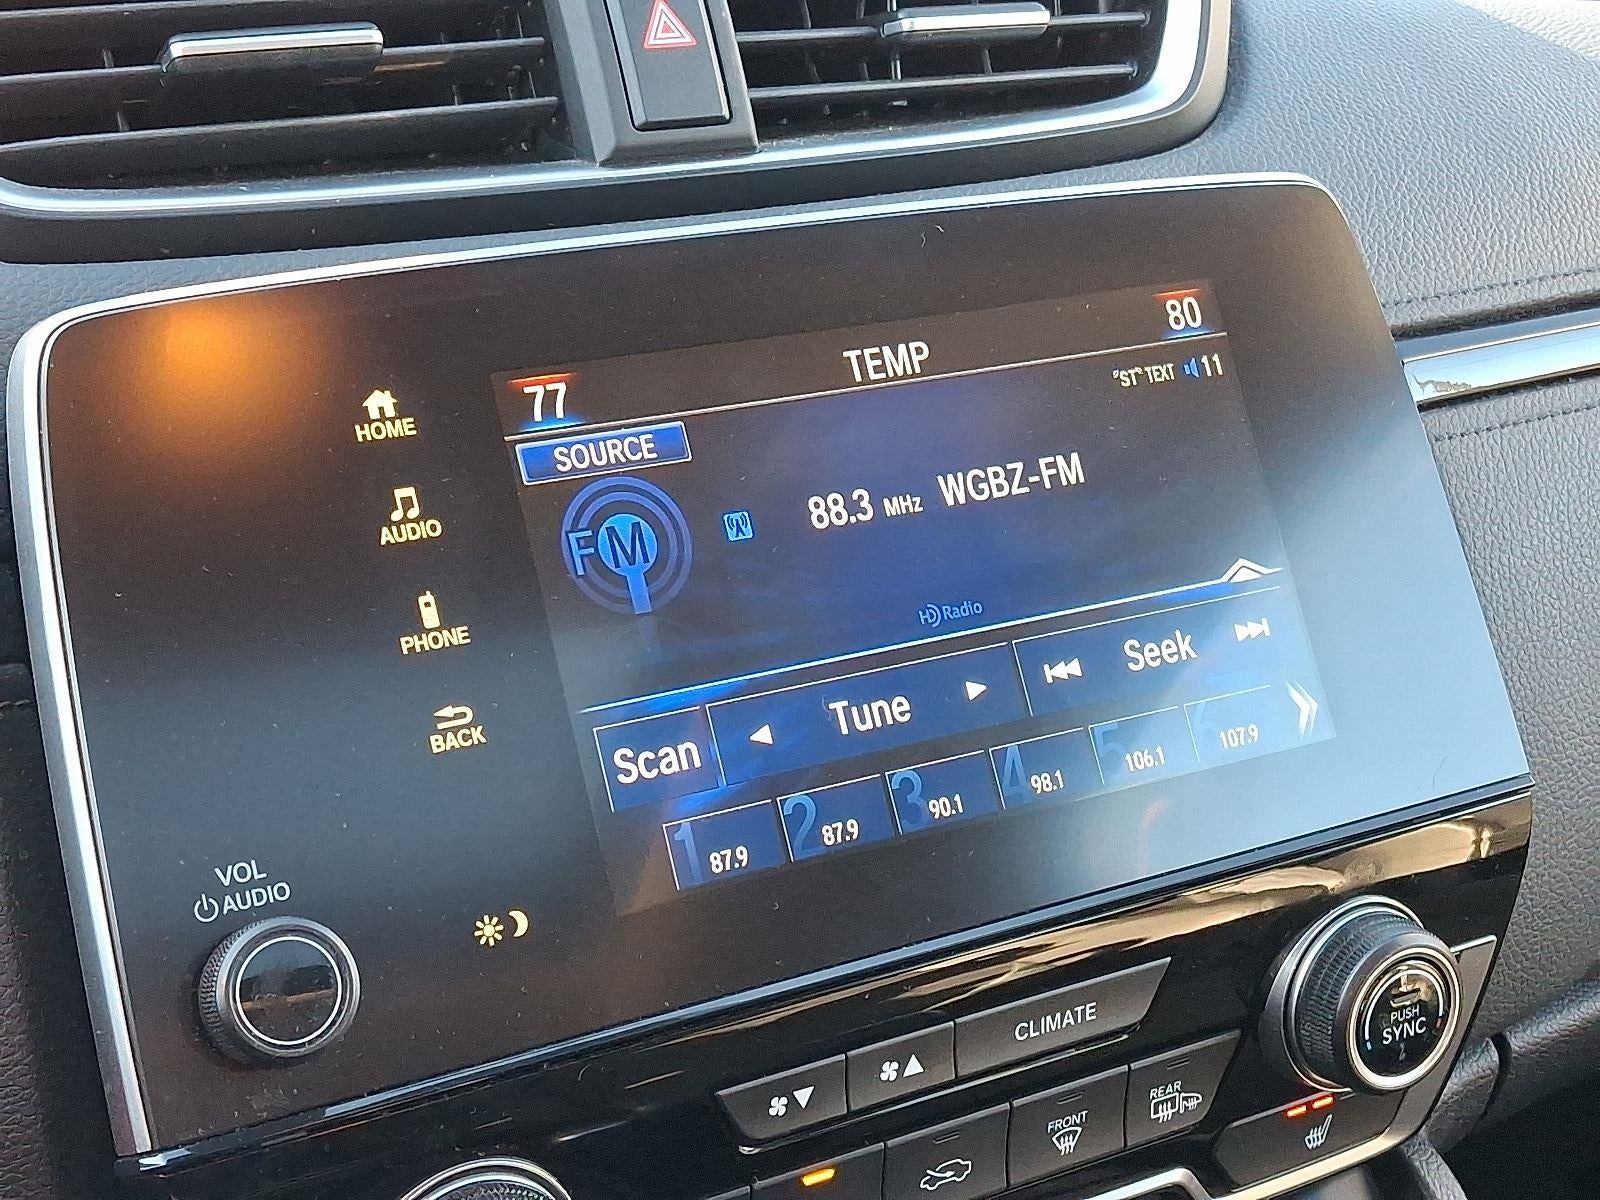 80
TEMP
77
"ST" TEXT 11
SOURCE
88.3 MHz WGBZ-FM
FM
HD Radio
Scan
Tune
Seek
1 87.9
2 87.9
3 90.1
4 98.1
5 106.1
6 107.9
HOME
AUDIO
PHONE
BACK
VOL
AUDIO
CLIMATE
PUSH
SYNC
FRONT
REAR